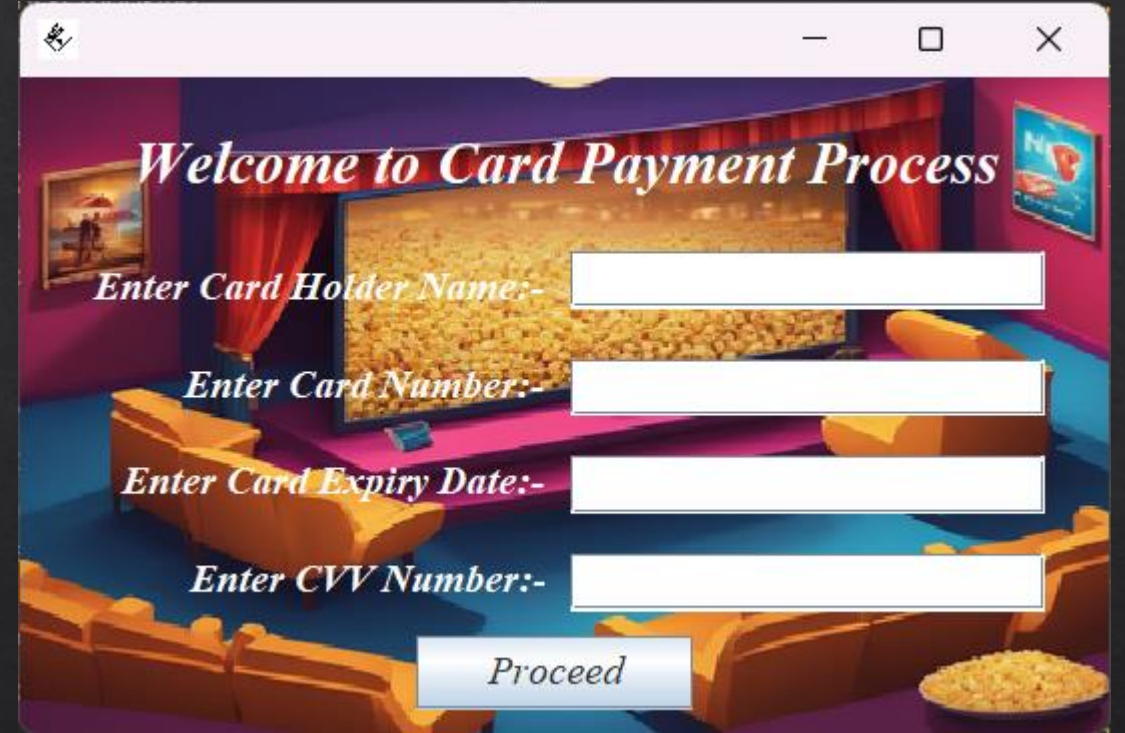 Welcome to Card Payment Process
Enter Card Holder Name:-
Enter Card Number:-
Enter Card Expiry Date:-
Enter CVV Number:-
Proceed